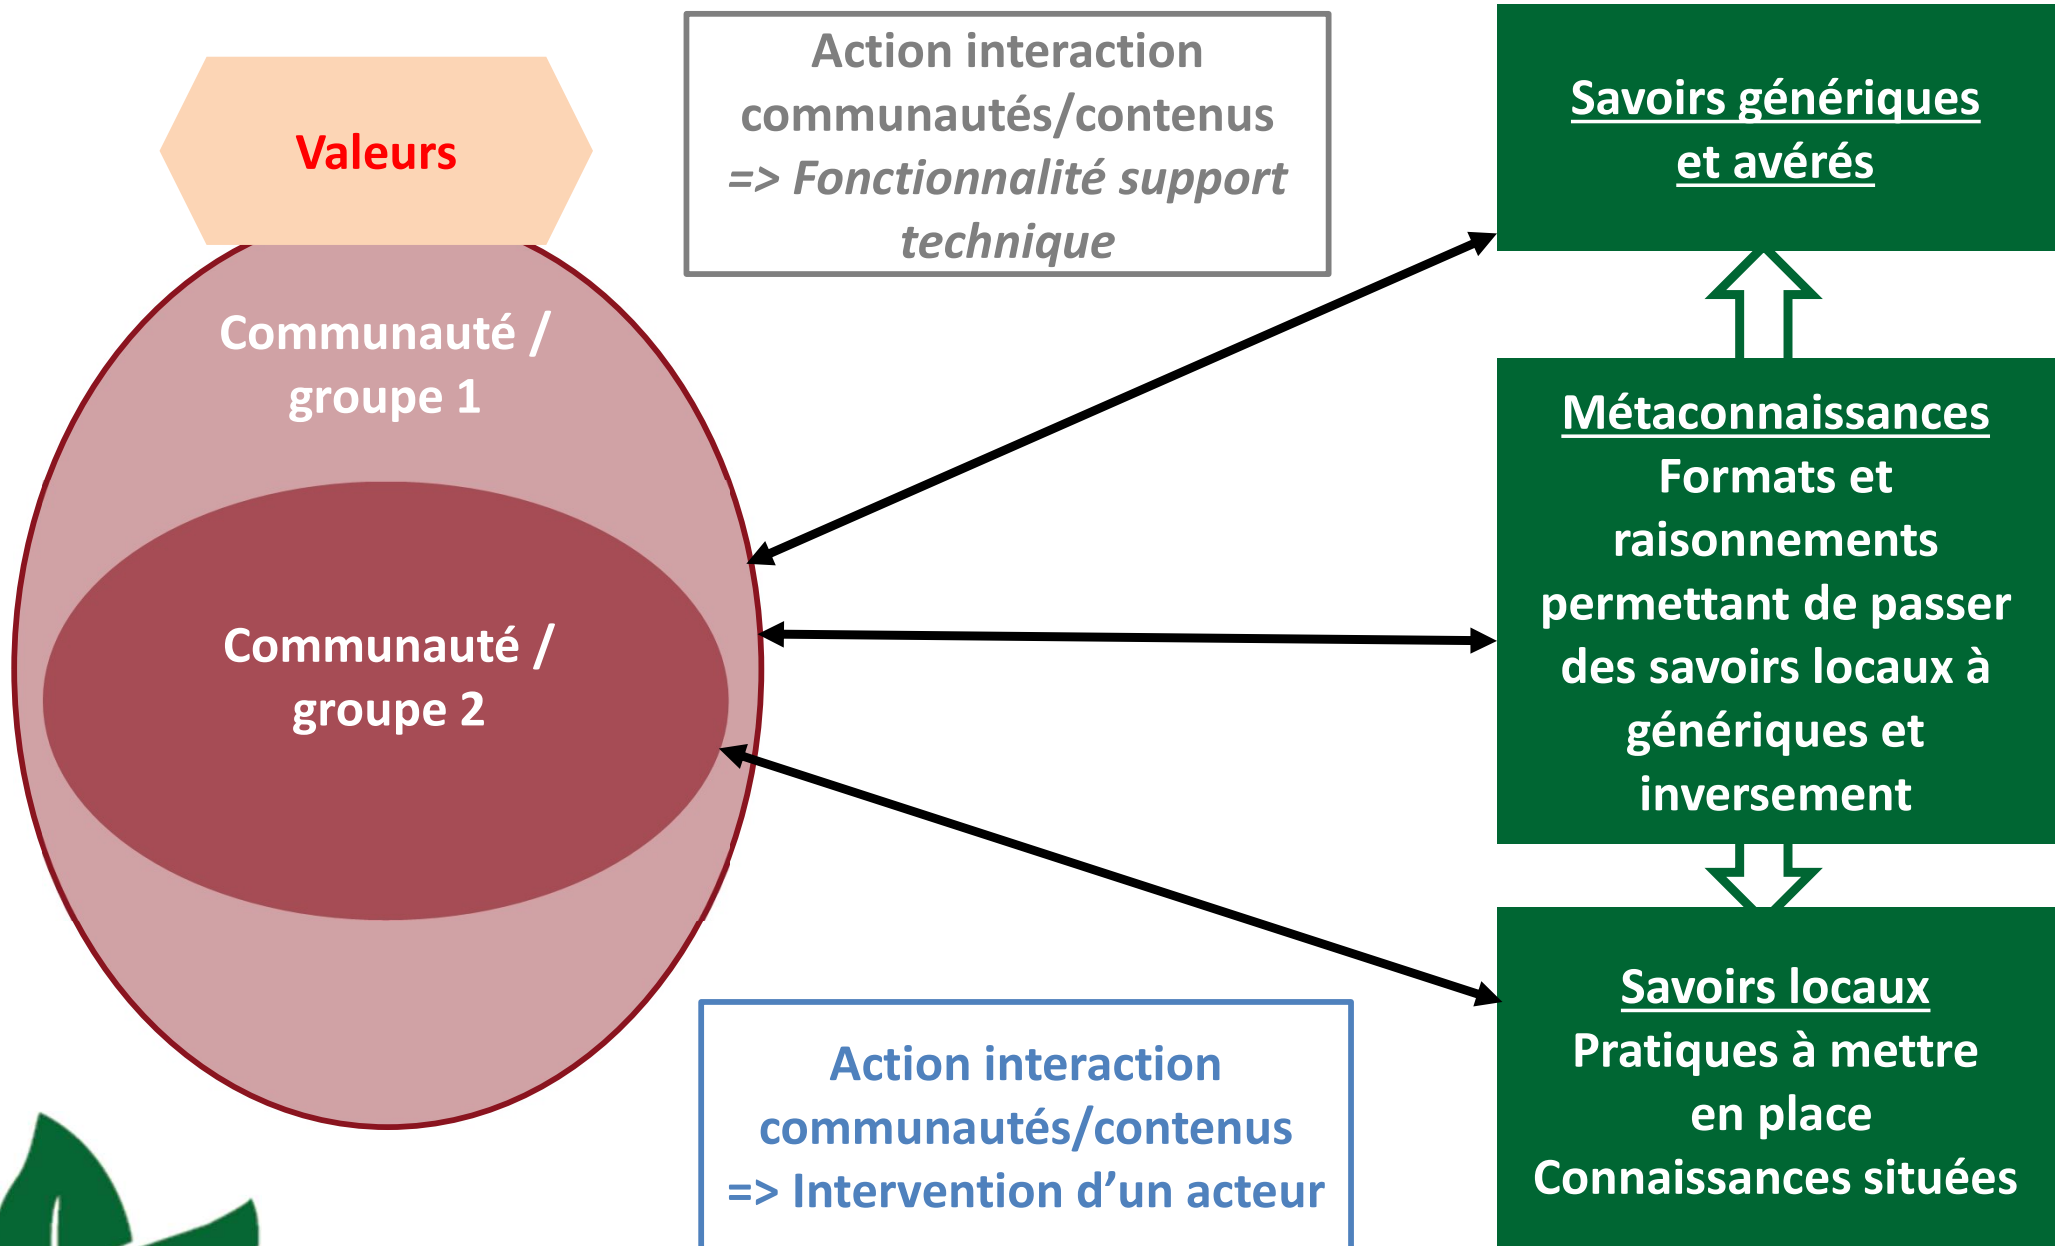 Valeurs
Communauté /
groupe 1
Communauté /
groupe 2
Action interaction
communautés/contenus
=> Fonctionnalité support
technique
Action interaction
communautés/contenus
=> Intervention d’un acteur
Savoirs génériques
et avérés
Métaconnaissances
Formats et
raisonnements
permettant de passer
des savoirs locaux à
génériques et
inversement
Savoirs locaux
Pratiques à mettre
en place
Connaissances situées